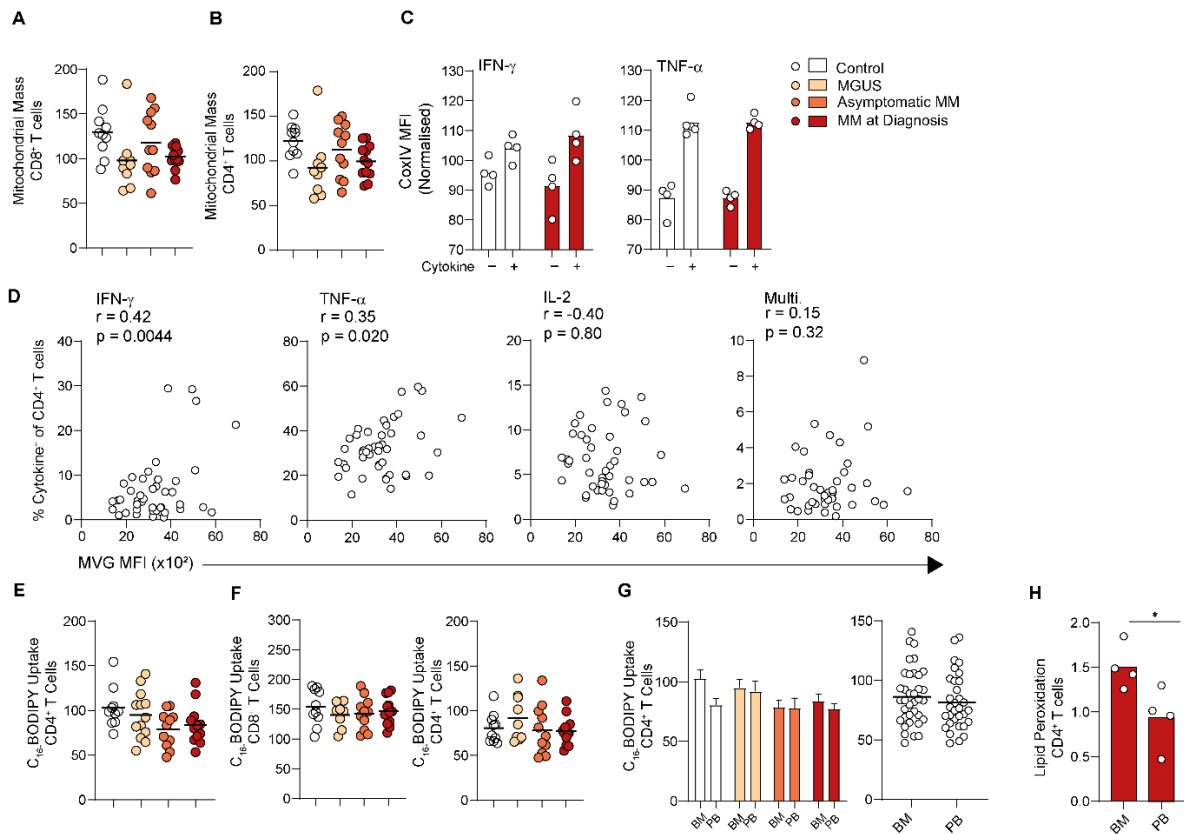 A
B
C
Mitochondrial Mass
CD8⁺ T cells
200
150
100
50
0
Mitochondrial Mass
CD4⁺ T cells
200
150
100
50
0
IFN-γ
CoxIV MFI
(Normalised)
130
120
110
100
90
80
70
Cytokine
–
+
–
+
TNF-α
130
120
110
100
90
80
70
–
+
–
+
Control
MGUS
Asymptomatic MM
MM at Diagnosis
D
% Cytokine⁻ of CD4⁺ T cells
IFN-γ
r = 0.42
p = 0.0044
40
30
20
10
0
0 20 40 60 80
TNF-α
r = 0.35
p = 0.020
80
60
40
20
0
0 20 40 60 80
IL-2
r = -0.40
p = 0.80
20
15
10
5
0
0 20 40 60 80
Multi.
r = 0.15
p = 0.32
10
8
6
4
2
0
0 20 40 60 80
MVG MFI (x10²)
E
C₁₆-BODIPY Uptake
CD4⁺ T Cells
200
150
100
50
0
F
C₁₆-BODIPY Uptake
CD8⁻ T Cells
300
250
200
150
100
50
0
C₁₆-BODIPY Uptake
CD4⁺ T Cells
200
150
100
50
0
G
C₁₆-BODIPY Uptake
CD4⁺ T Cells
150
100
50
0
BM PB BM PB BM PB BM PB
150
100
50
0
BM PB
H
Lipid Peroxidation
CD4⁺ T cells
2.0
1.5
1.0
0.5
0.0
*
BM PB